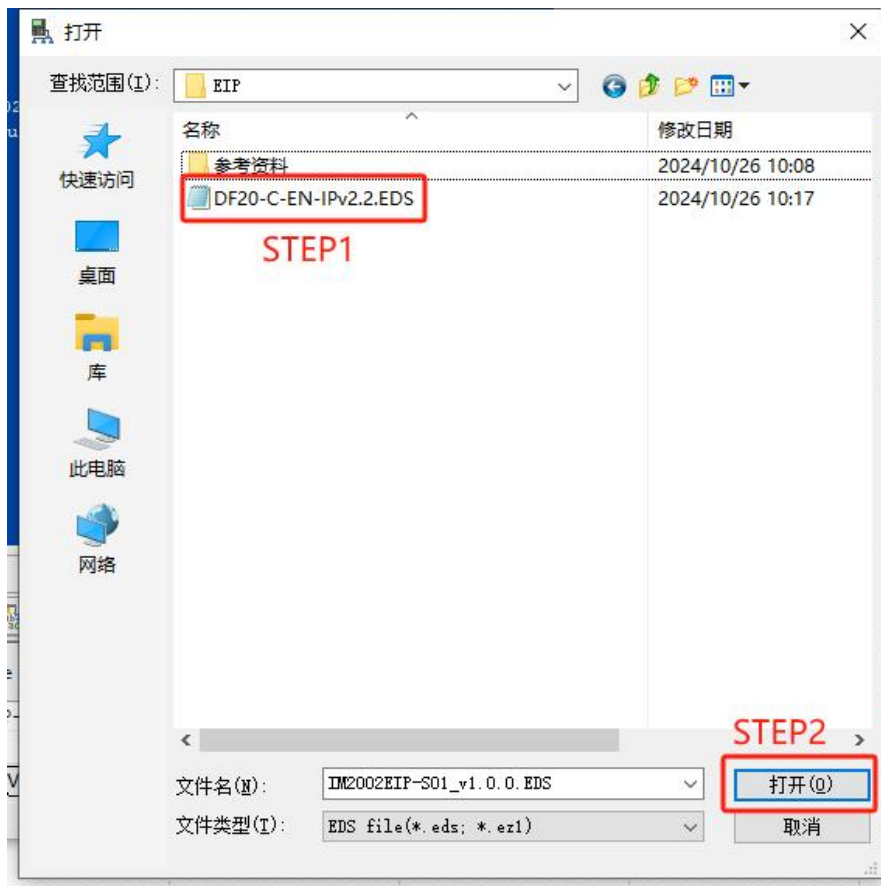 打开
查找范围(I):
EIP
名称
修改日期
参考资料
2024/10/26 10:08
DF20-C-EN-IPv2.2.EDS
2024/10/26 10:17
STEP1
快速访问
桌面
库
此电脑
网络
STEP2
文件名(N):
IM2002EIP-S01_v1.0.0.EDS
打开(O)
文件类型(T):
EDS file(*.eds; *.ez1)
取消